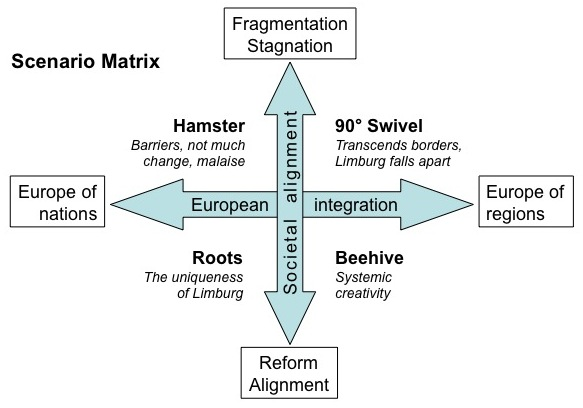 Fragmentation
Stagnation
Scenario Matrix
Hamster
Barriers, not much
change, malaise
90° Swivel
Transcends borders,
Limburg falls apart
Europe of
nations
European integration
Societal alignment
Europe of
regions
Roots
The uniqueness
of Limburg
Beehive
Systemic
creativity
Reform
Alignment